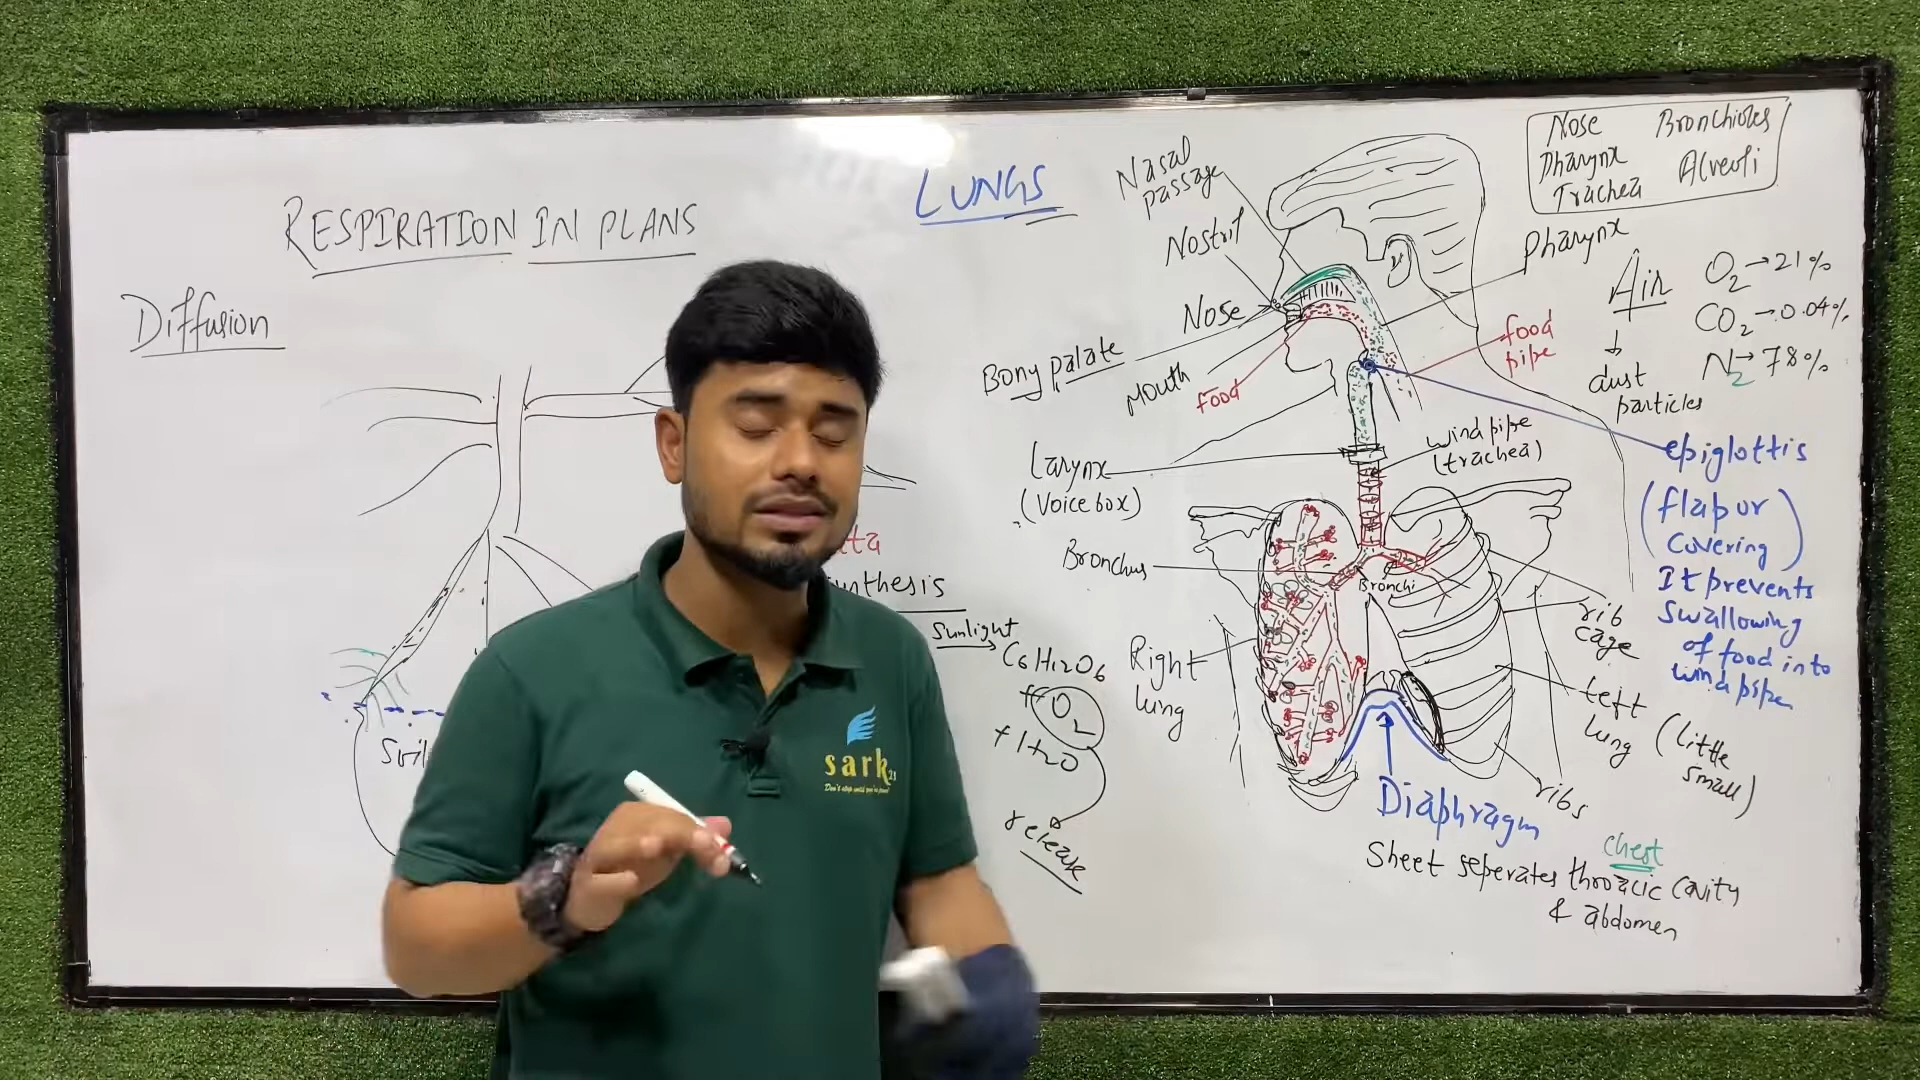 RESPIRATION IN PLANS
Diffusion
Sunlight
C6H12O6
O2
+ H2O
release
LUNGS
Nasal
passage
Nostril
Nose
Bony palate
Mouth
food
Larynx
(Voice box)
Bronchus
Right
lung
Bronchi
Nose Bronchioles
Pharynx Alveoli
Trachea
Pharynx
food
pipe
wind pipe
(trachea)
Air
dust
particles
O2 → 21%
CO2 → 0.04%
N2 → 78%
epiglottis
(flap or
covering)
It prevents
swallowing
of food into
wind pipe
rib
cage
Left
lung (little
small)
ribs
Diaphragm
Chest
Sheet seperates throacic cavity
& abdomen
sark